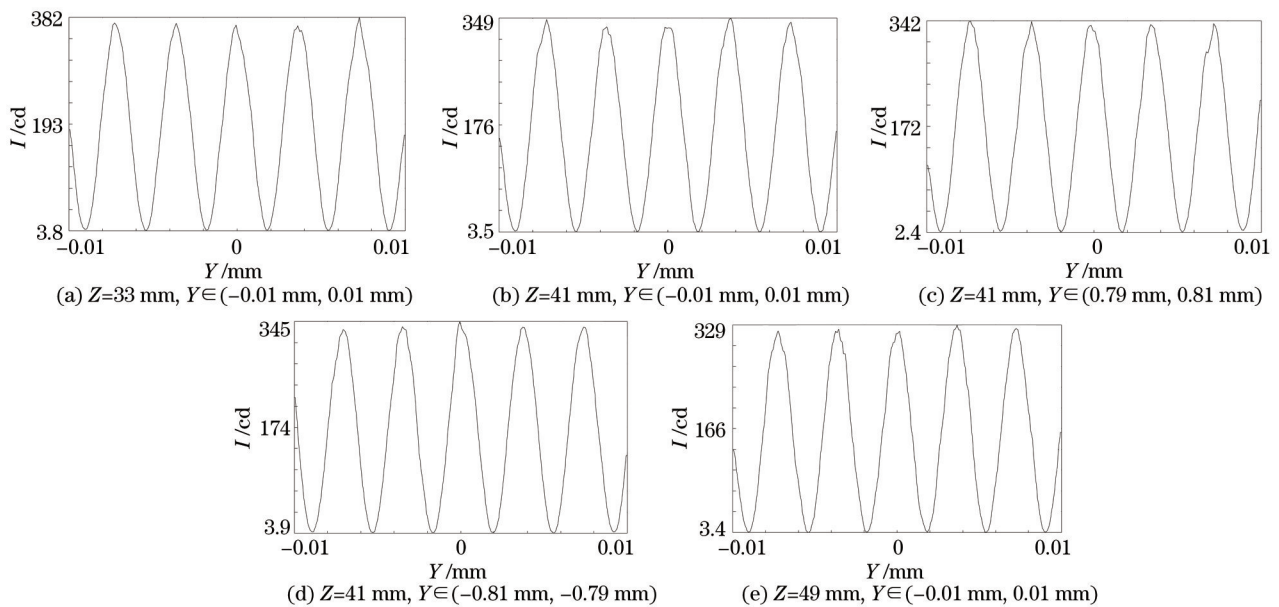 382
193
3.8
I /cd
−0.01
0
0.01
Y /mm
(a) Z=33 mm, Y∈(−0.01 mm, 0.01 mm)
349
176
3.5
I /cd
−0.01
0
0.01
Y /mm
(b) Z=41 mm, Y∈(−0.01 mm, 0.01 mm)
342
172
2.4
I /cd
−0.01
0
0.01
Y /mm
(c) Z=41 mm, Y∈(0.79 mm, 0.81 mm)
345
174
3.9
I /cd
−0.01
0
0.01
Y /mm
(d) Z=41 mm, Y∈(−0.81 mm, −0.79 mm)
329
166
3.4
I /cd
−0.01
0
0.01
Y /mm
(e) Z=49 mm, Y∈(−0.01 mm, 0.01 mm)